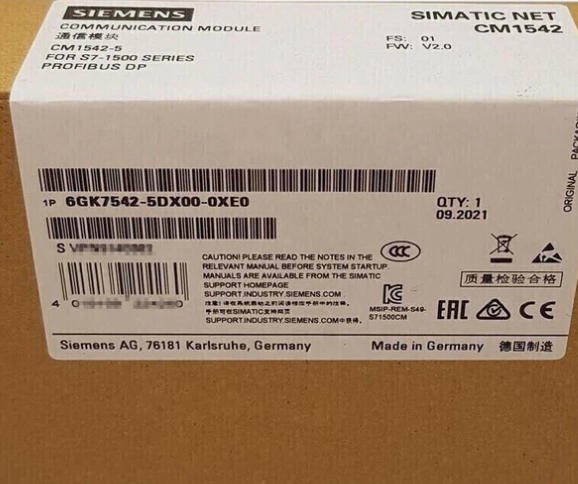 SIEMENS
COMMUNICATION MODULE
通信模块
CM1542-5
FOR S7-1500 SERIES
PROFIBUS DP
SIMATIC NET
CM1542
FS: 01
FW: V2.0
1P 6GK7542-5DX00-0XE0
QTY: 1
09.2021
S
4
CAUTION! PLEASE READ THE NOTES IN THE
RELEVANT MANUAL BEFORE SYSTEM STARTUP.
MANUALS ARE AVAILABLE FROM THE SIMATIC
SUPPORT HOMEPAGE
SUPPORT.INDUSTRY.SIEMENS.COM
SUPPORT.INDUSTRY.SIEMENS.COM
CCC
MSIP-REM-S49-
S71500CM
质量检验合格
EAC CE
Siemens AG, 76181 Karlsruhe, Germany
Made in Germany 德国制造
ORIGINAL